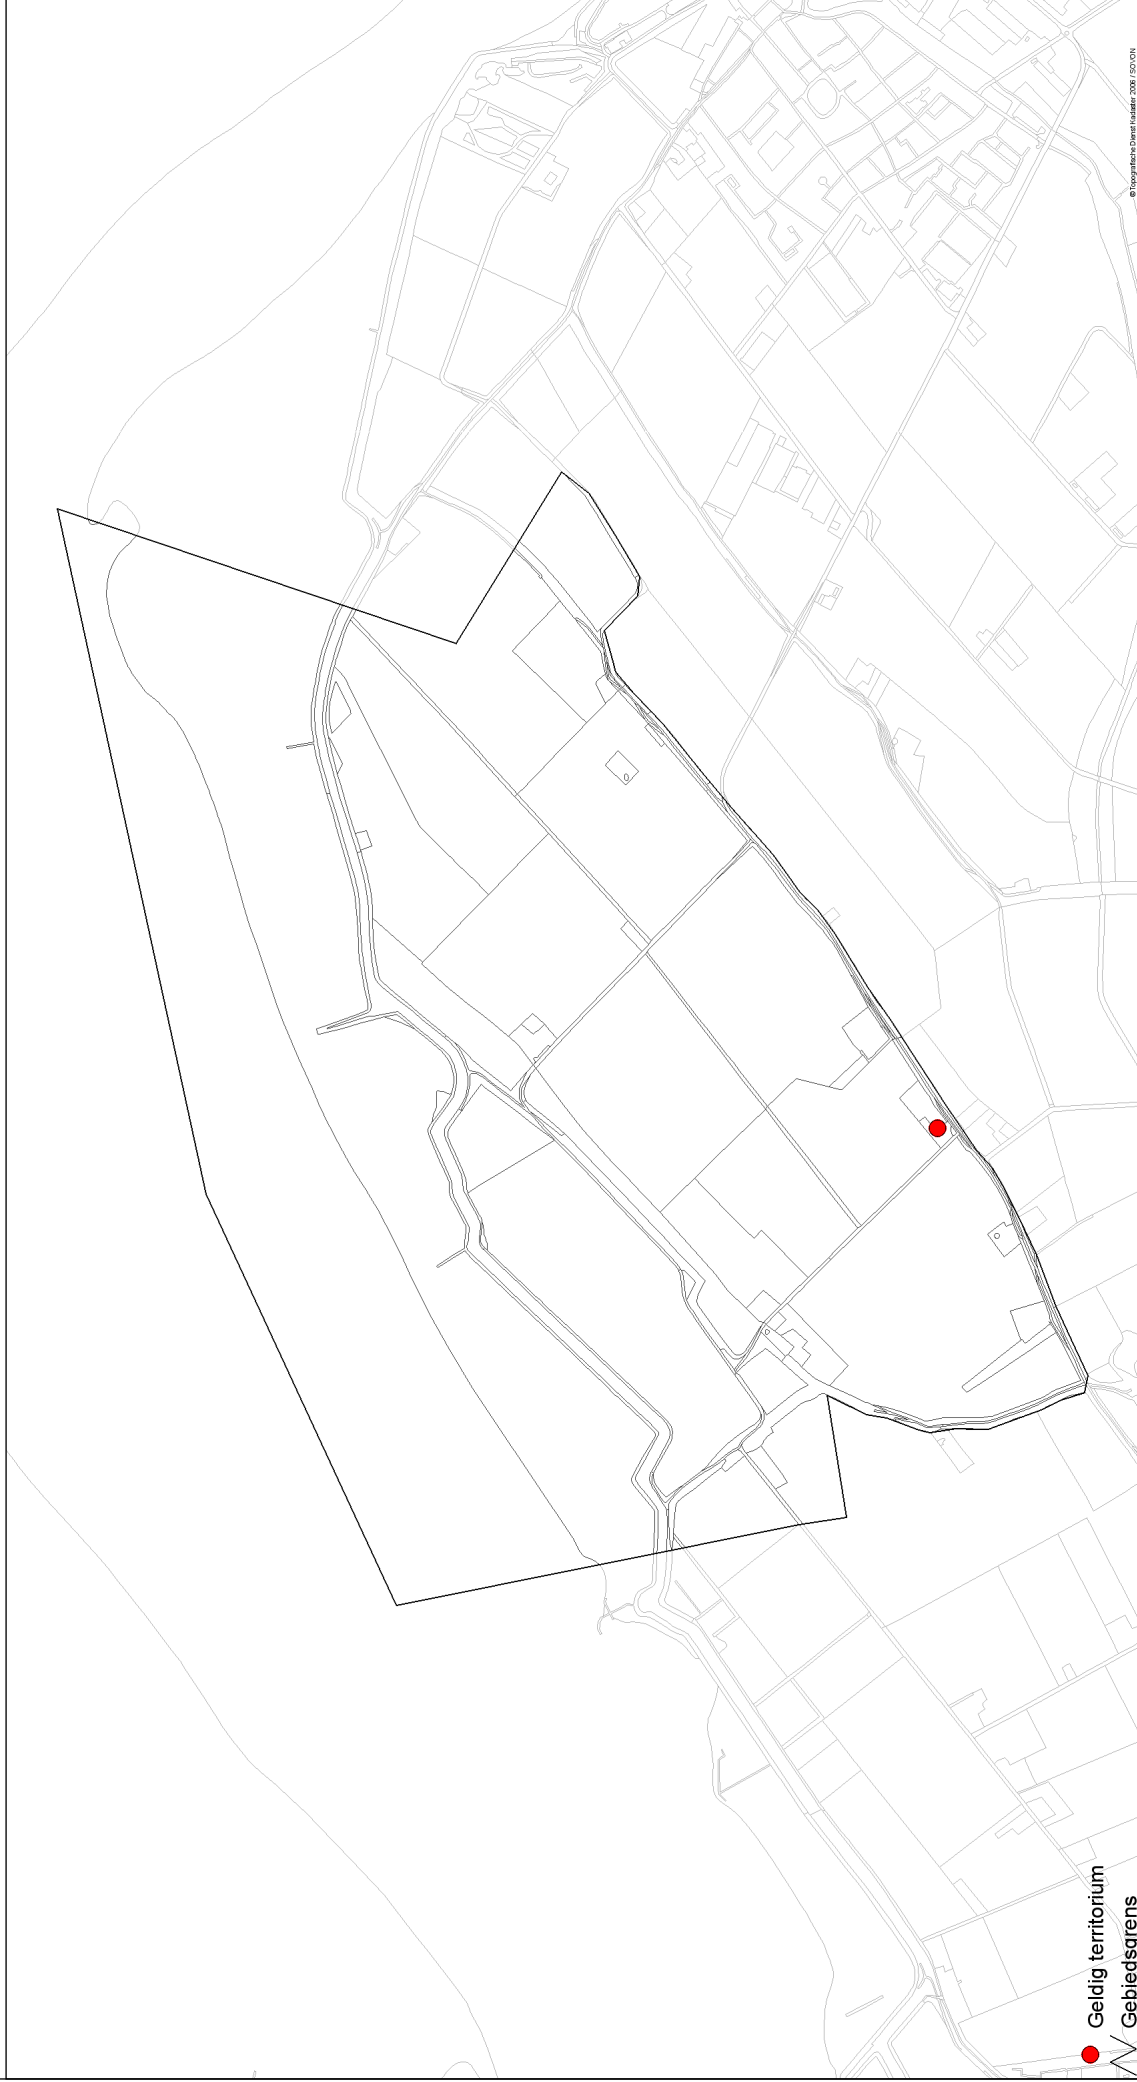 © Topografische Dienst Kadaster 2006 / SOVON
Geldig territorium
Gebiedsgrens